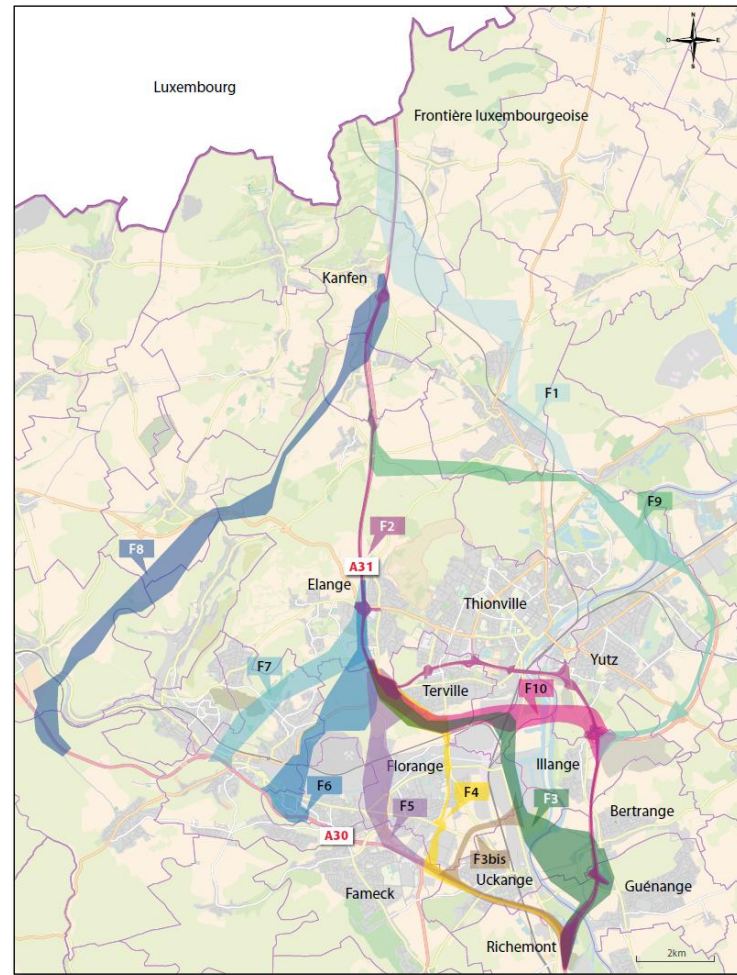 N
O E
S
Luxembourg
Frontière luxembourgeoise
Kanfen
F1
F9
F2
F8
A31
Elange
Thionville
Yutz
F7
Terville
F10
Florange
Illange
F6
F5
F4
F3
Bertrange
A30
F3bis
Fameck
Uckange
Guénange
Richemont
2km